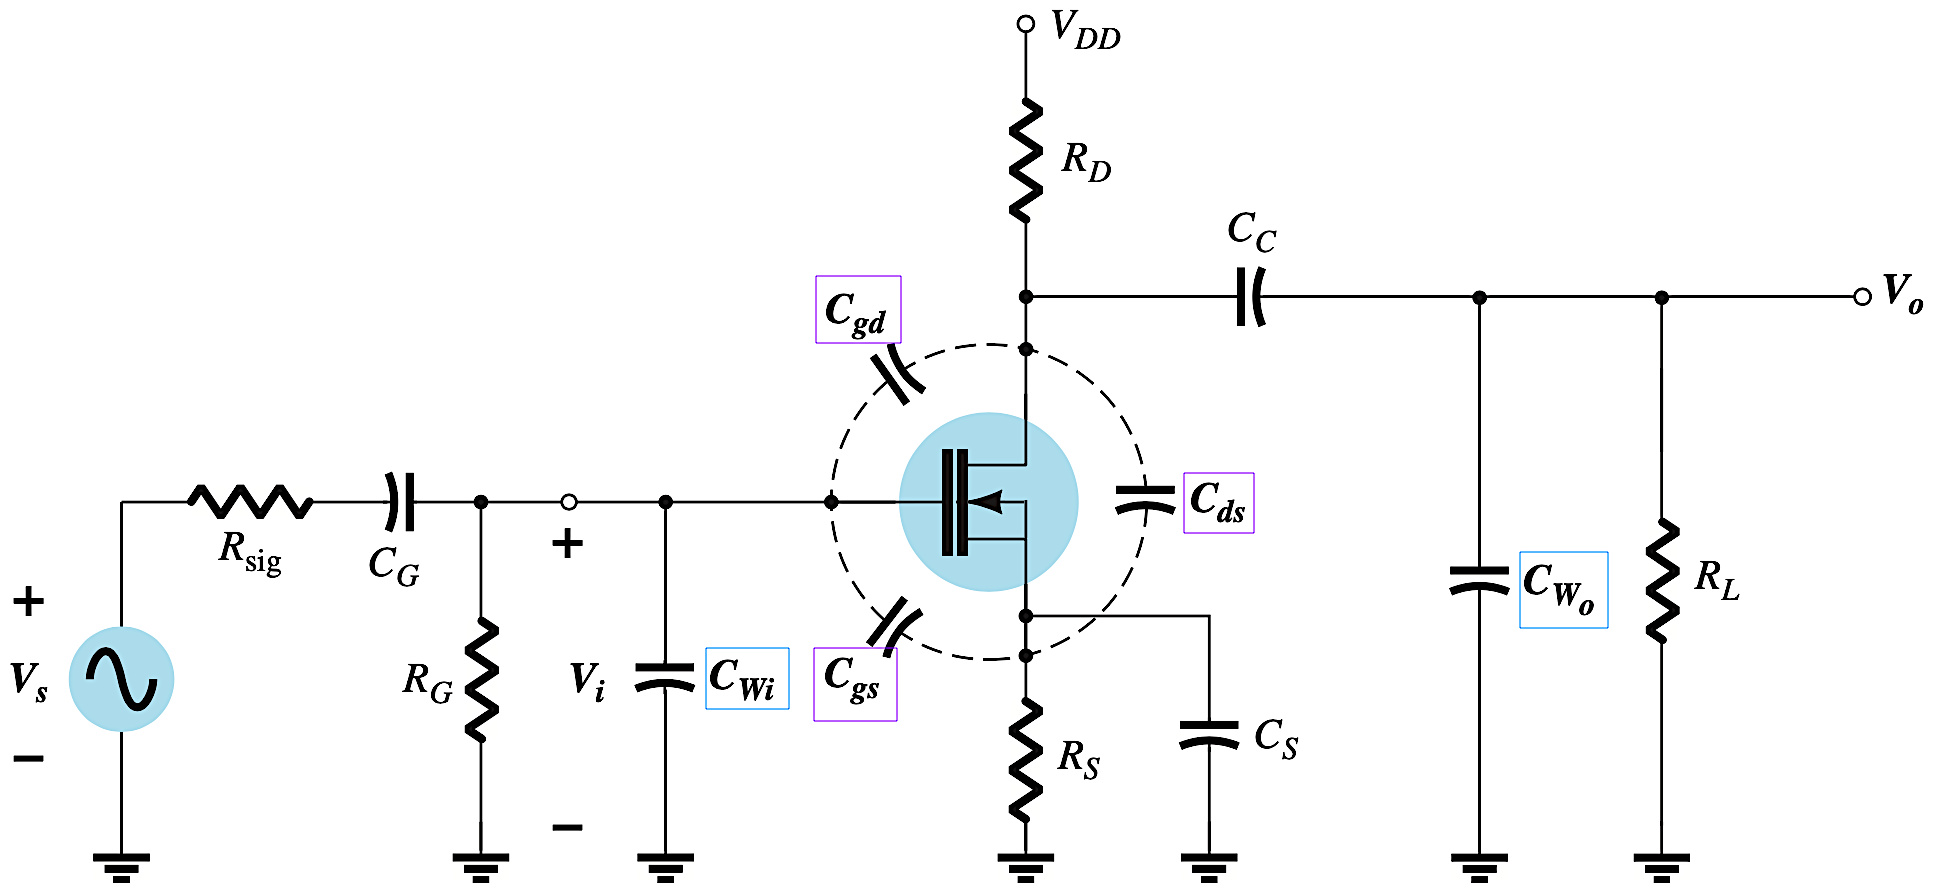 V_DD
R_D
C_C
V_o
C_gd
C_ds
R_sig
C_G
+
+
V_s
−
R_G
V_i
−
C_Wi
C_gs
R_S
C_S
C_Wo
R_L